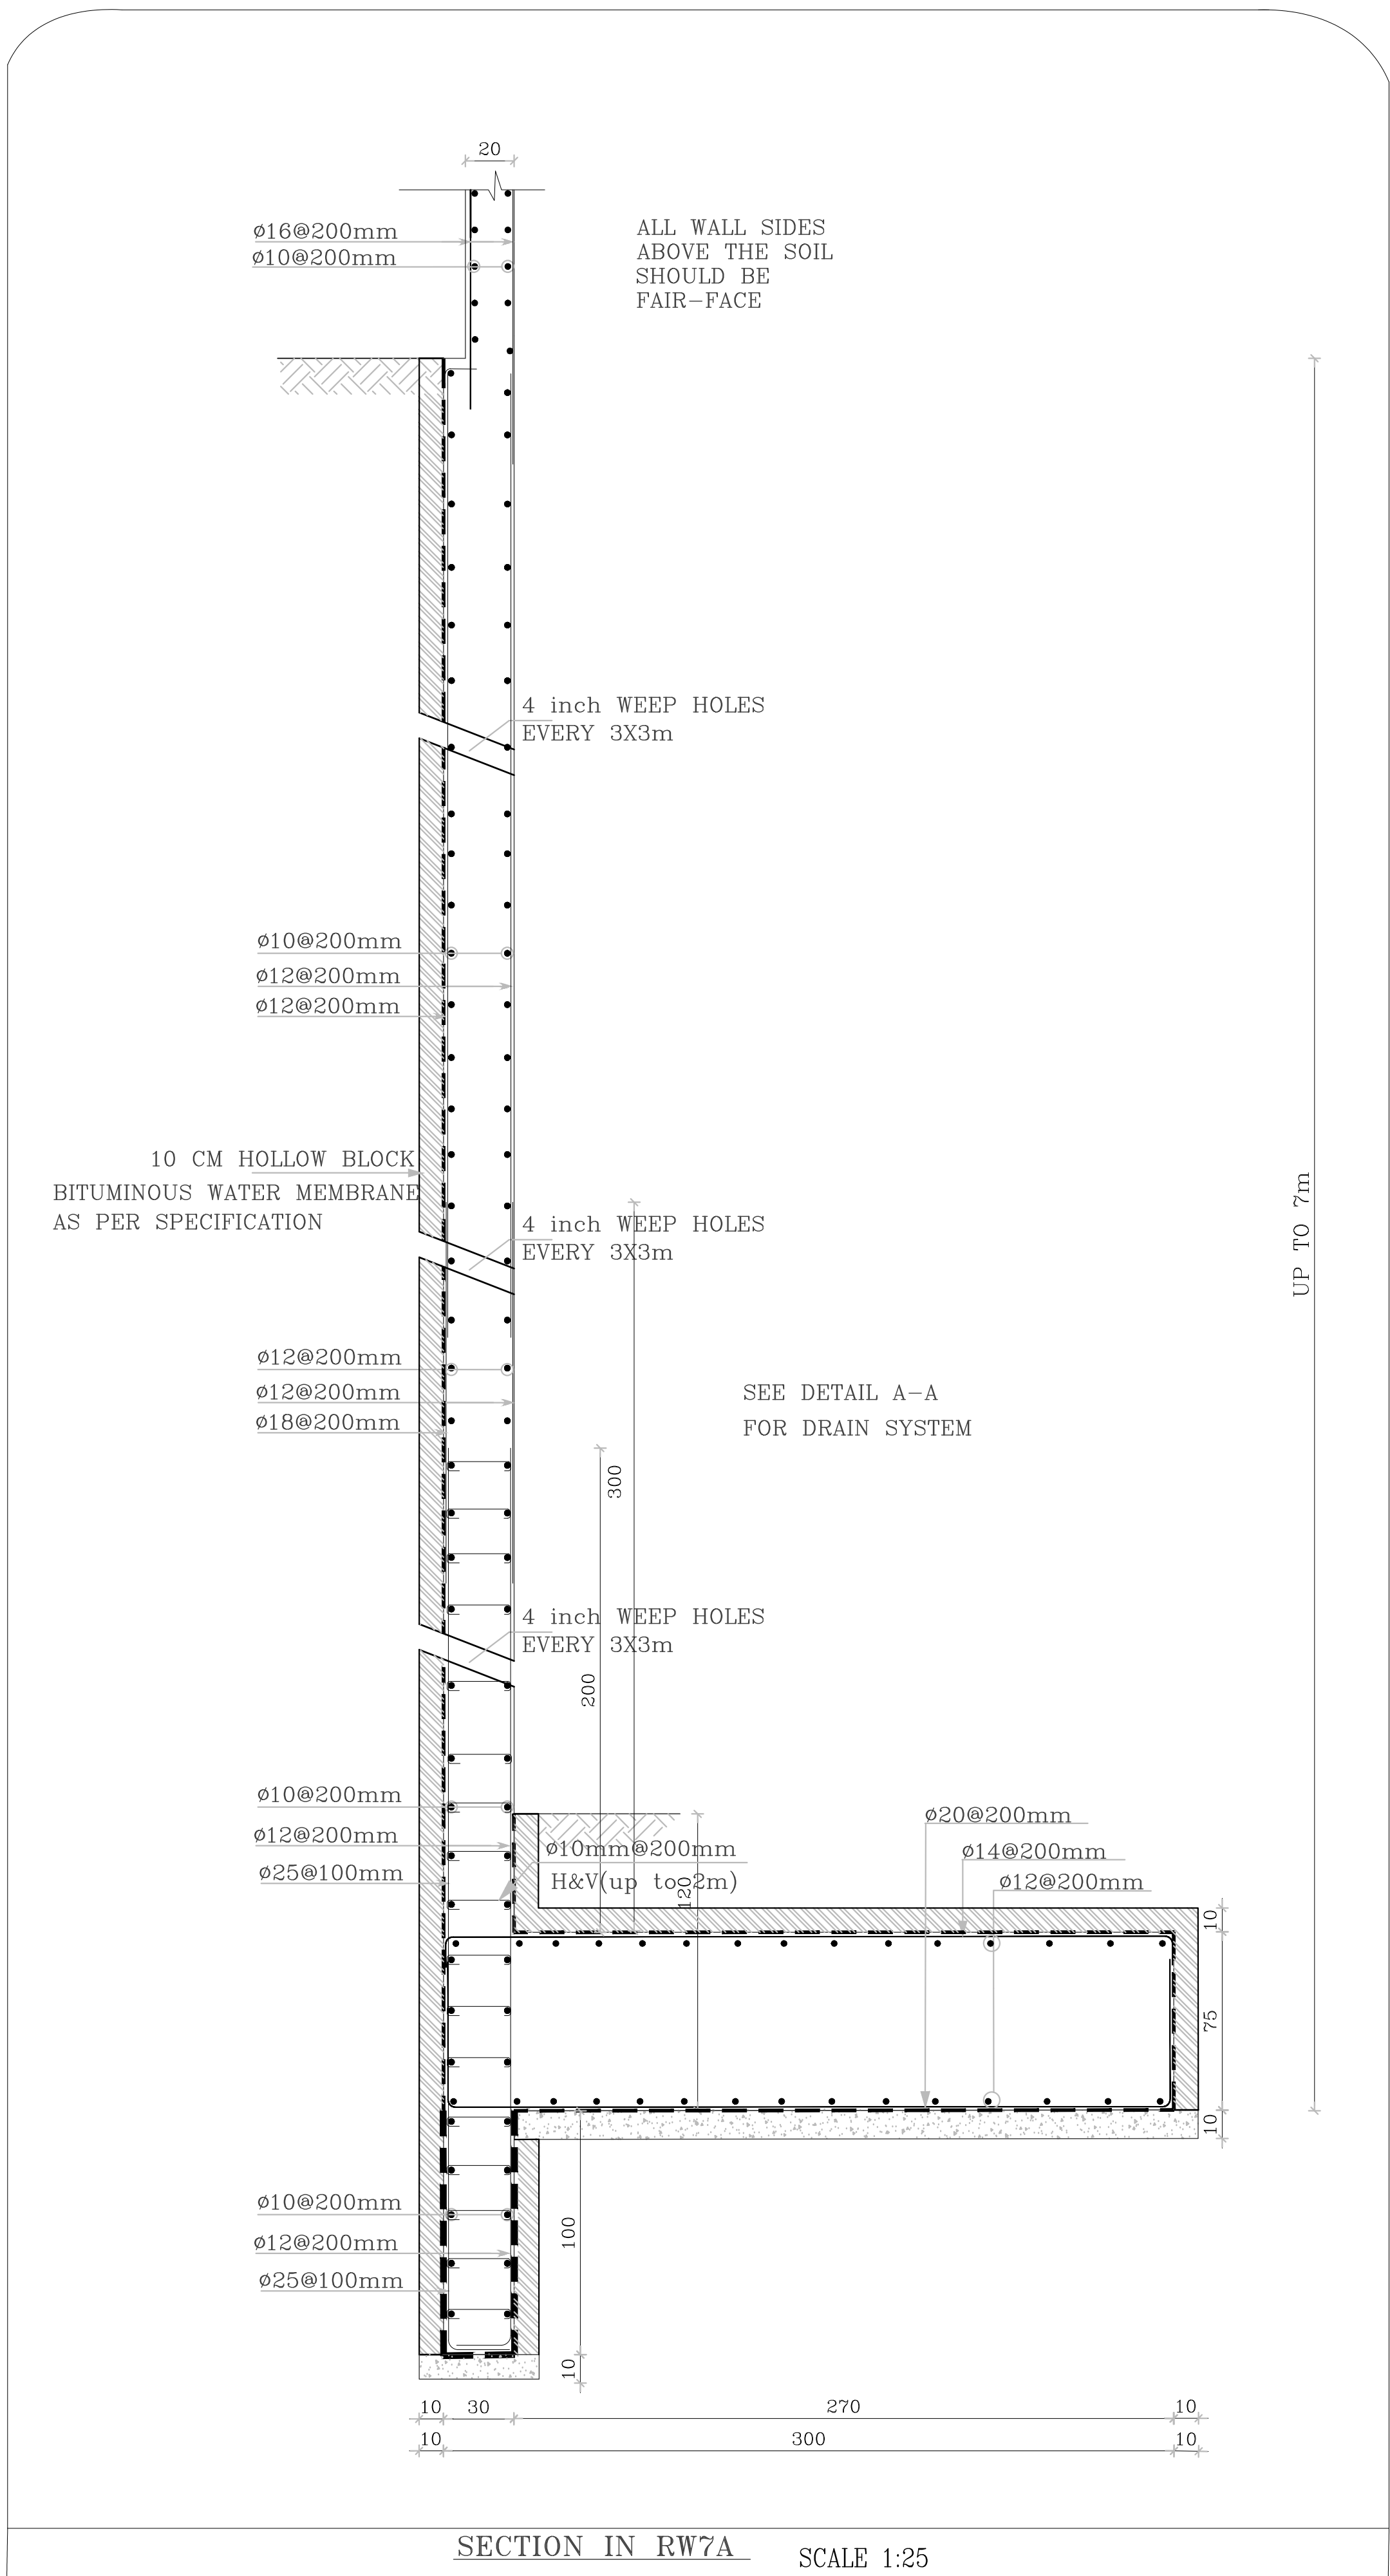 20
ø16@200mm
ø10@200mm
ALL WALL SIDES
ABOVE THE SOIL
SHOULD BE
FAIR-FACE
4 inch WEEP HOLES
EVERY 3X3m
ø10@200mm
ø12@200mm
ø12@200mm
10 CM HOLLOW BLOCK
BITUMINOUS WATER MEMBRANE
AS PER SPECIFICATION
4 inch WEEP HOLES
EVERY 3X3m
UP TO 7m
ø12@200mm
ø12@200mm
ø18@200mm
SEE DETAIL A-A
FOR DRAIN SYSTEM
300
4 inch WEEP HOLES
EVERY 3X3m
200
ø10@200mm
ø12@200mm
ø25@100mm
ø10mm@200mm
H&V(up to 2m)
120
ø20@200mm
ø14@200mm
ø12@200mm
10
75
10
ø10@200mm
ø12@200mm
ø25@100mm
100
10
10 30 270 10
10 300 10
SECTION IN RW7A SCALE 1:25